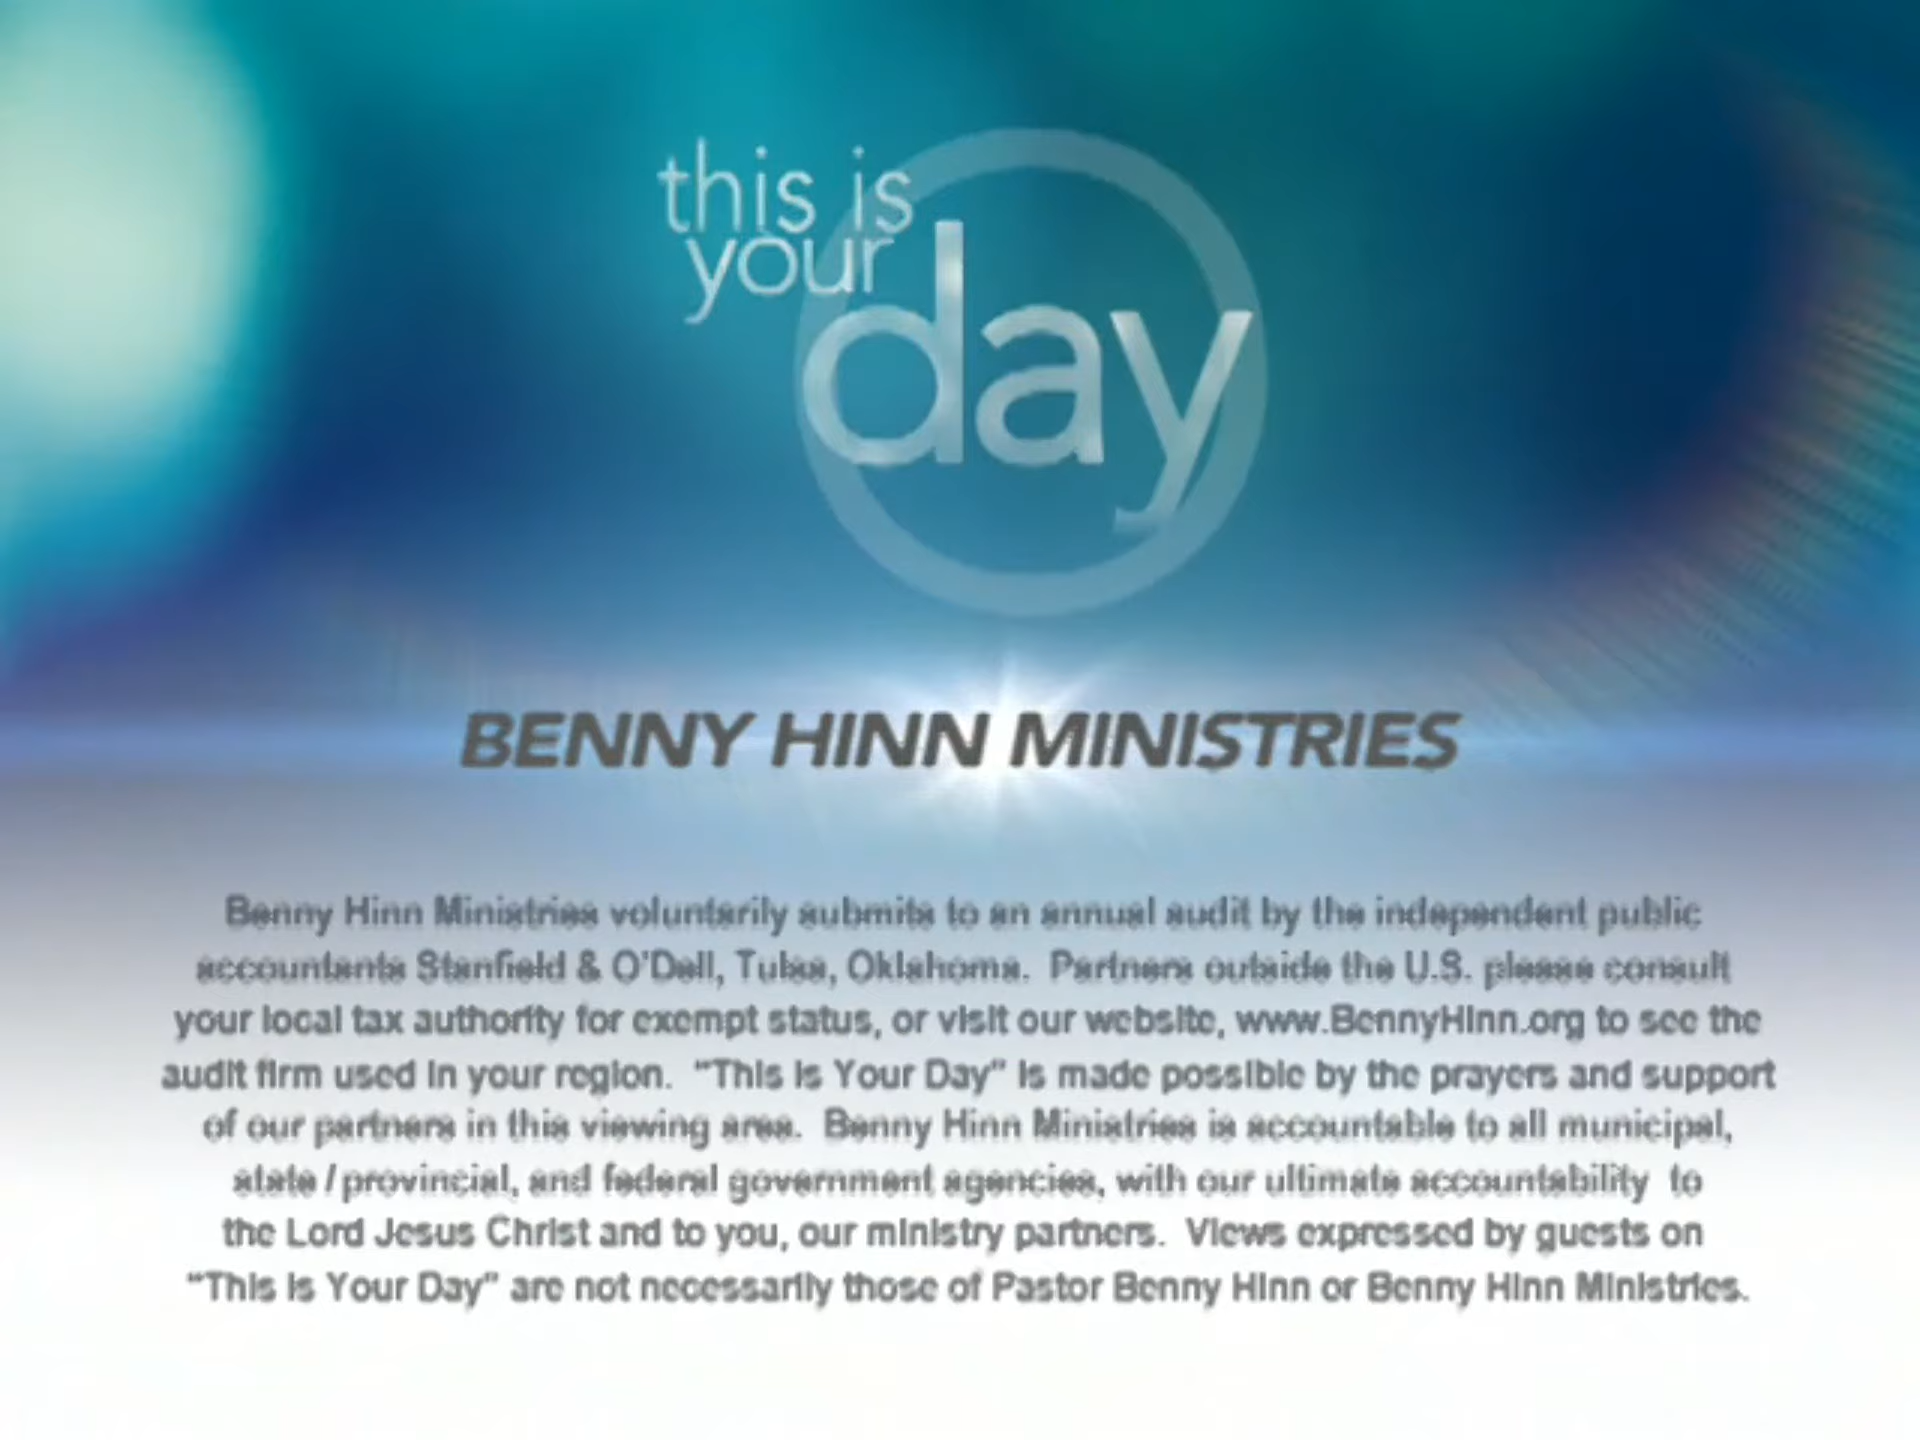 this is
your
day
BENNY HINN MINISTRIES
Benny Hinn Ministries voluntarily submits to an annual audit by the independent public
accountants Stanfield & O'Dell, Tulsa, Oklahoma.  Partners outside the U.S. please consult
your local tax authority for exempt status, or visit our website, www.BennyHinn.org to see the
audit firm used in your region.  “This Is Your Day” is made possible by the prayers and support
of our partners in this viewing area.  Benny Hinn Ministries is accountable to all municipal,
state / provincial, and federal government agencies, with our ultimate accountability  to
the Lord Jesus Christ and to you, our ministry partners.  Views expressed by guests on
“This Is Your Day” are not necessarily those of Pastor Benny Hinn or Benny Hinn Ministries.